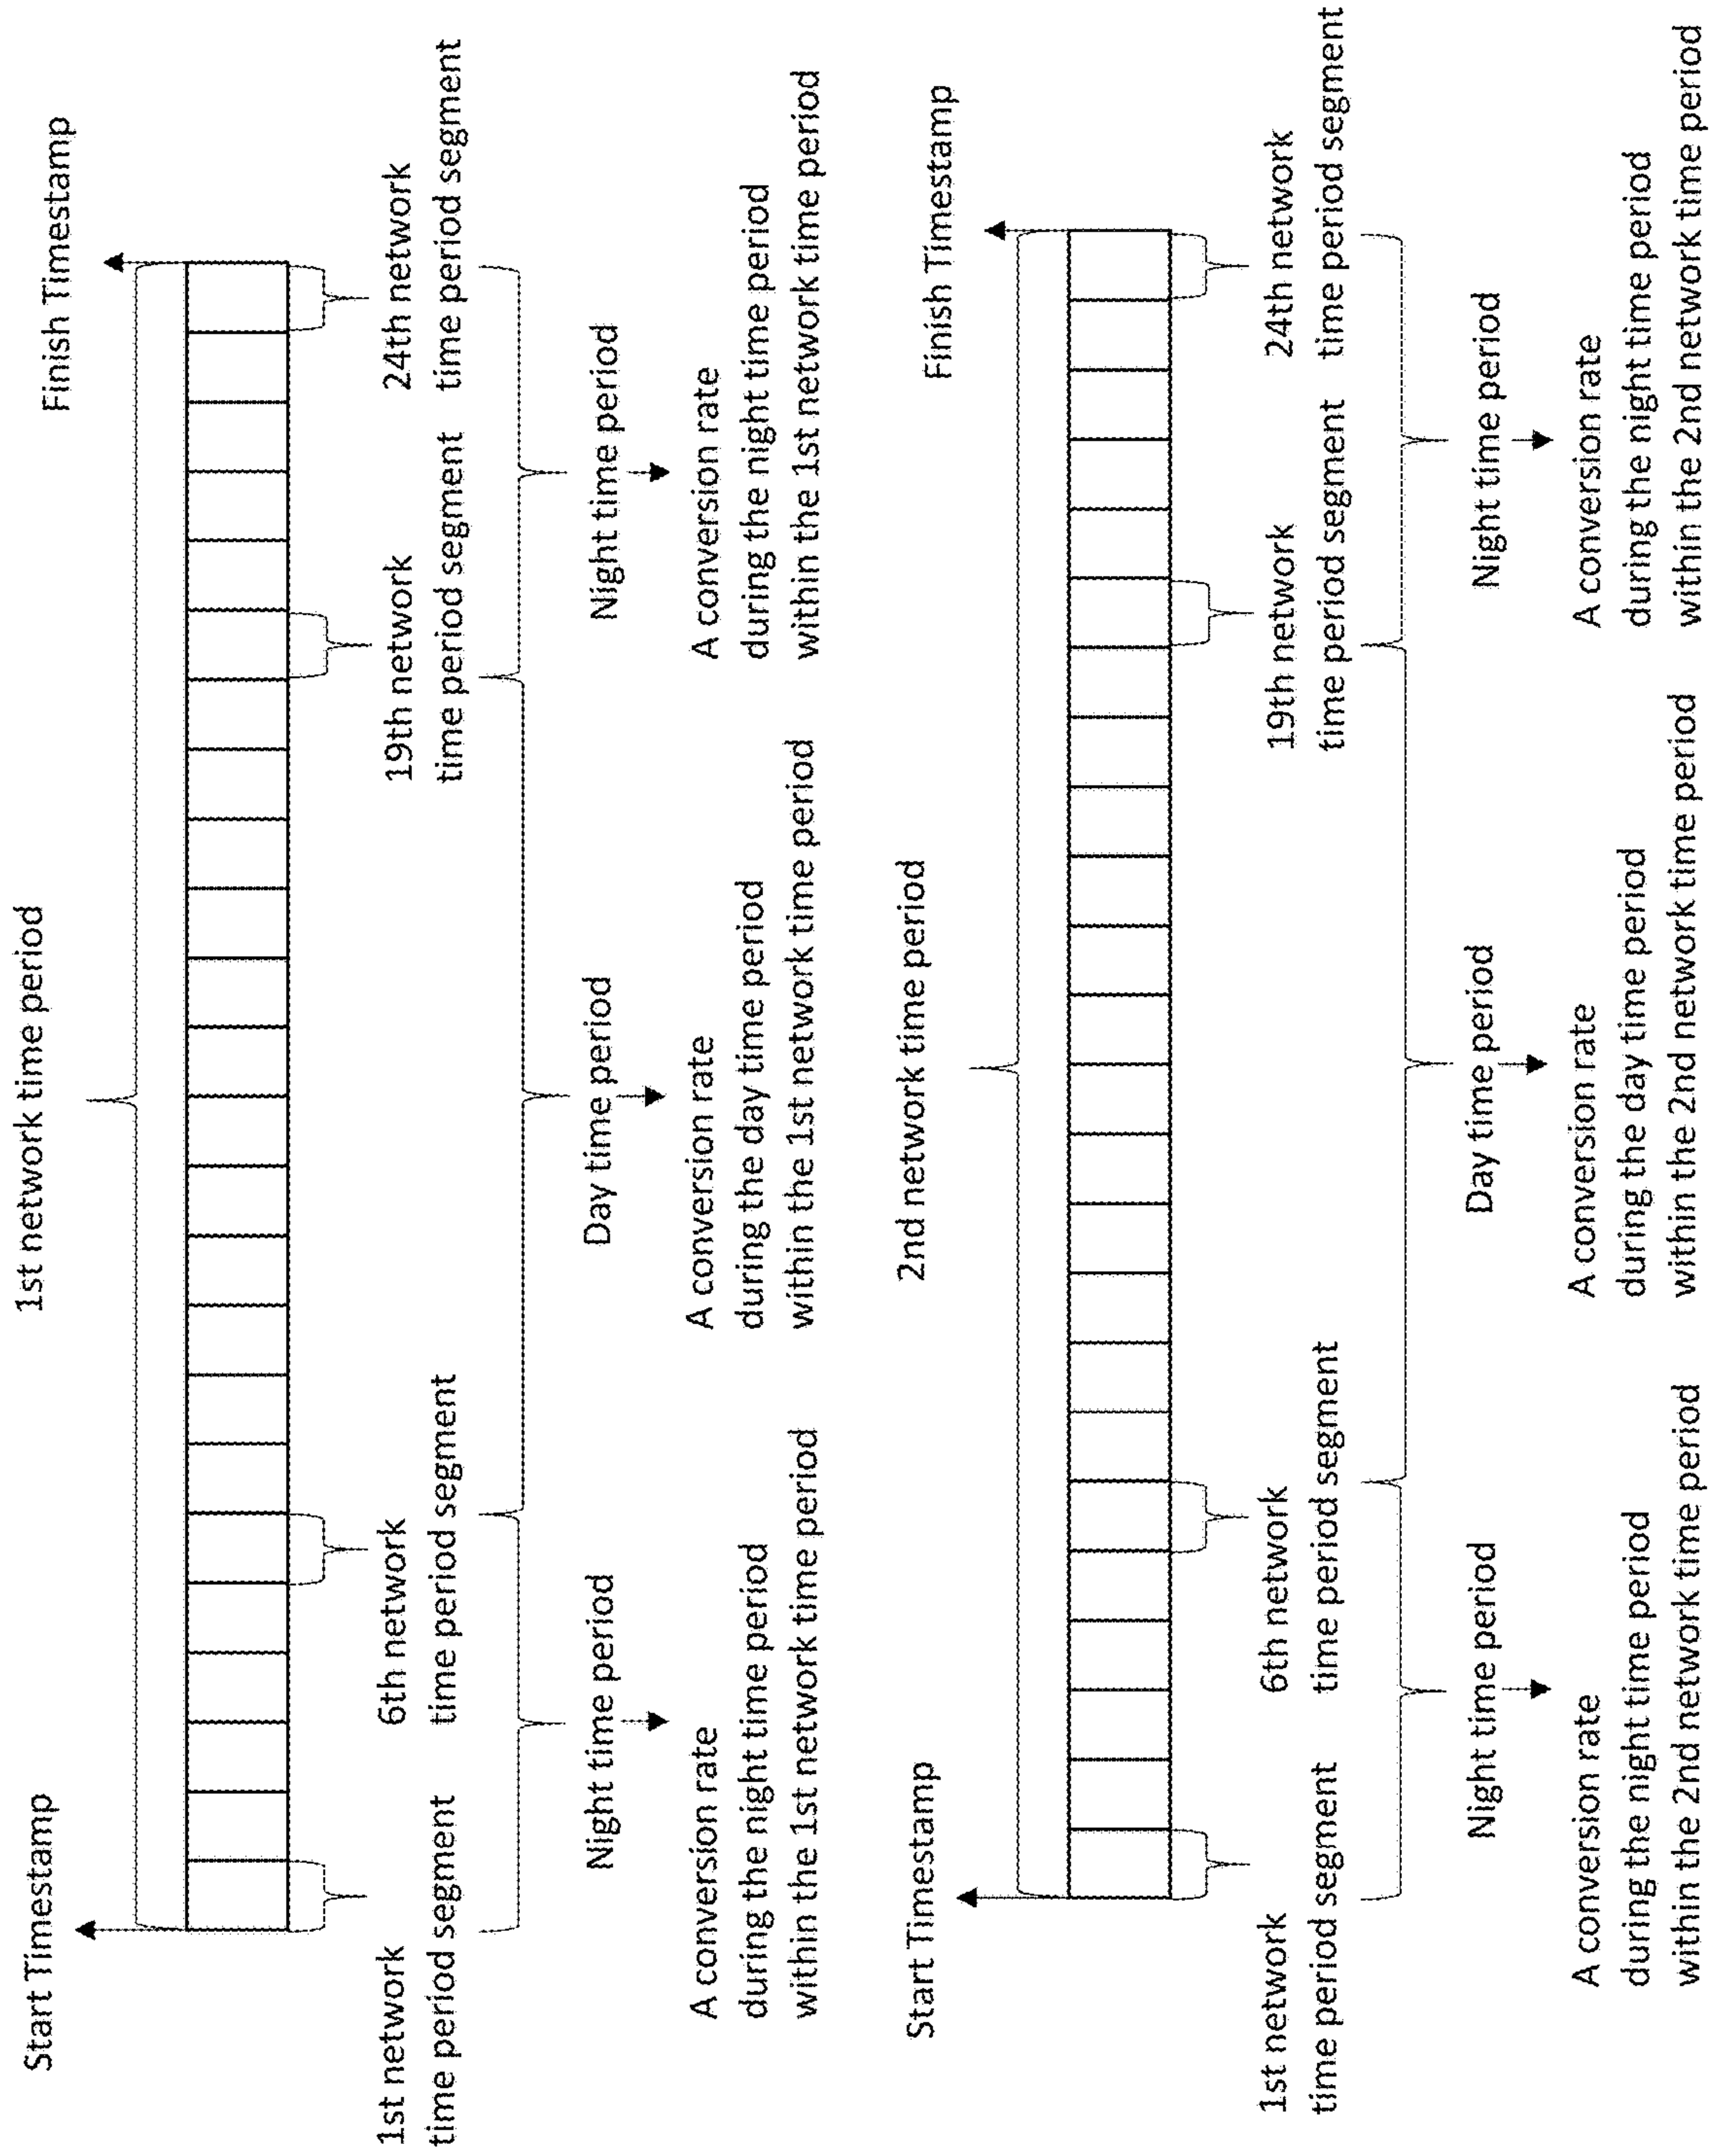 1st network time period
Start Timestamp
Finish Timestamp
1st network
time period segment
6th network
time period segment
19th network
time period segment
24th network
time period segment
Night time period
Day time period
Night time period
A conversion rate
during the night time period
within the 1st network time period
A conversion rate
during the day time period
within the 1st network time period
A conversion rate
during the night time period
within the 1st network time period
2nd network time period
Start Timestamp
Finish Timestamp
1st network
time period segment
6th network
time period segment
19th network
time period segment
24th network
time period segment
Night time period
Day time period
Night time period
A conversion rate
during the night time period
within the 2nd network time period
A conversion rate
during the day time period
within the 2nd network time period
A conversion rate
during the night time period
within the 2nd network time period